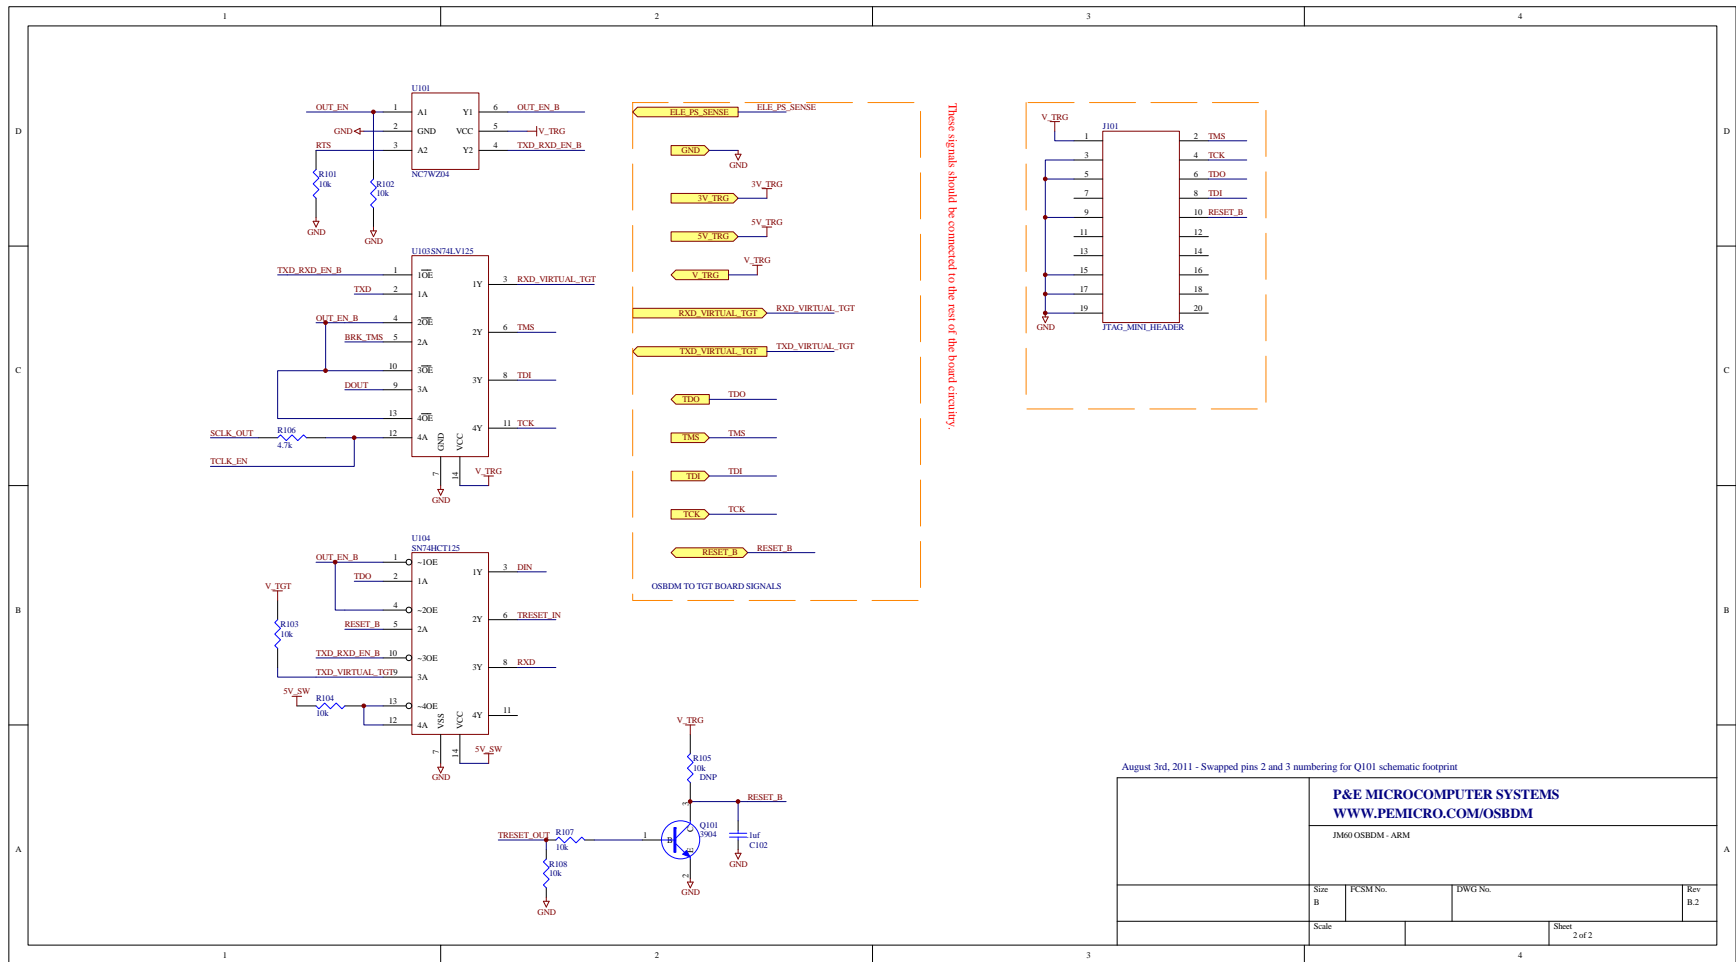 1 2 3 4
D
C
B
A
U101
OUT_EN 1 A1 Y1 6 OUT_EN_B
GND 2 GND VCC 5 V_TRG
RTS 3 A2 Y2 4 TXD_RXD_EN_B
NC7WZ04
R101
10k
R102
10k
GND
GND
U103 SN74LV125
TXD_RXD_EN_B 1 1OE
1Y 3 RXD_VIRTUAL_TGT
TXD 2 1A
OUT_EN_B 4 2OE
2Y 6 TMS
BRK_TMS 5 2A
10 3OE
3Y 8 TDI
DOUT 9 3A
13 4OE
4Y 11 TCK
SCLK_OUT R106 12 4A
4.7k
TCLK_EN
GND VCC
7 14
V_TRG
GND
U104
SN74HCT125
OUT_EN_B 1 ~1OE
1Y 3 DIN
TDO 2 1A
V_TGT
4 ~2OE
2Y 6 TRESET_IN
R103
10k
RESET_B 5 2A
TXD_RXD_EN_B 10 ~3OE
3Y 8 RXD
TXD_VIRTUAL_TGT 9 3A
5V_SW
R104
10k
13 ~4OE
4Y 11
12 4A
VSS VCC
7 14
5V_SW
GND
ELE_PS_SENSE ELE_PS_SENSE
GND
GND
3V_TRG 3V_TRG
5V_TRG 5V_TRG
V_TRG V_TRG
RXD_VIRTUAL_TGT RXD_VIRTUAL_TGT
TXD_VIRTUAL_TGT TXD_VIRTUAL_TGT
TDO TDO
TMS TMS
TDI TDI
TCK TCK
RESET_B RESET_B
OSBDM TO TGT BOARD SIGNALS
These signals should be connected to the rest of the board circuitry.
V_TRG
J101
1 2 TMS
3 4 TCK
5 6 TDO
7 8 TDI
9 10 RESET_B
11 12
13 14
15 16
17 18
19 20
GND
JTAG_MINI_HEADER
V_TRG
R105
10k
DNP
3
RESET_B
TRESET_OUT R107
10k
1
B
C
E
Q101
3904
.1uf
C102
GND
R108
10k
2
GND
GND
August 3rd, 2011 - Swapped pins 2 and 3 numbering for Q101 schematic footprint
P&E MICROCOMPUTER SYSTEMS
WWW.PEMICRO.COM/OSBDM
JM60 OSBDM - ARM
Size
B
FCSM No.
DWG No.
Rev
B.2
Scale
Sheet
2 of 2
D
C
B
A
1 2 3 4